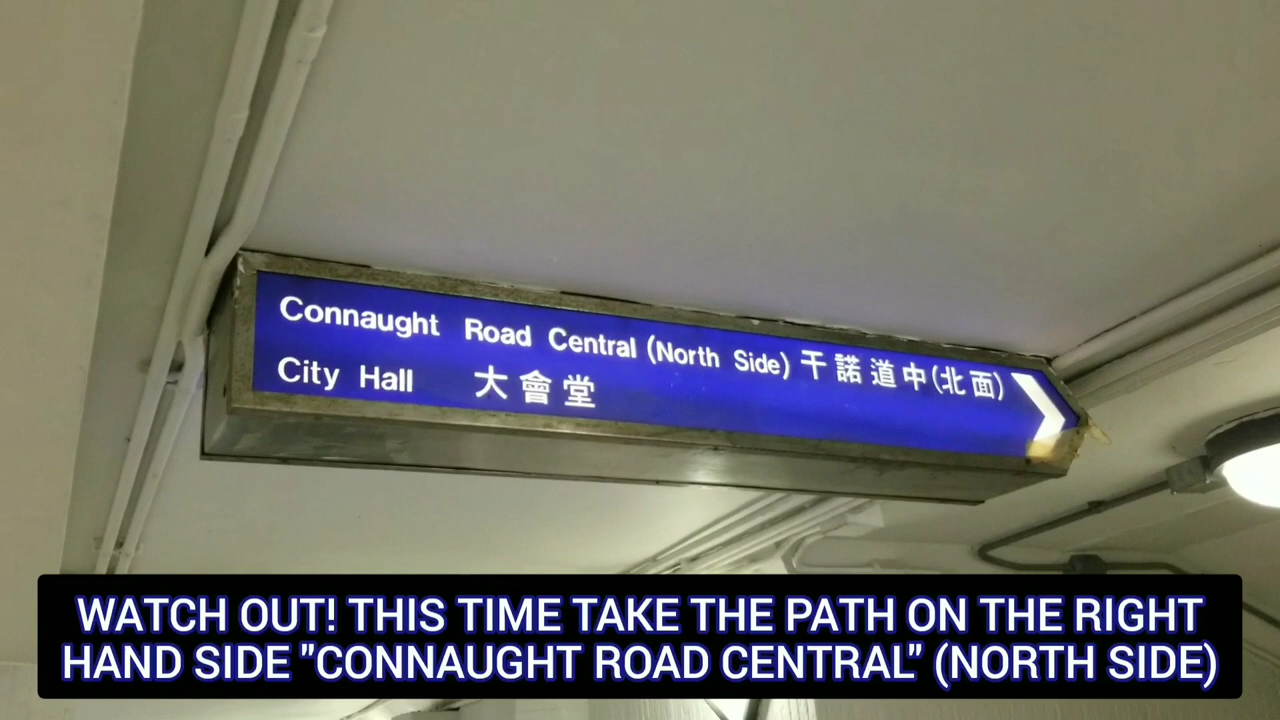 Connaught Road Central (North Side) 干諾道中(北面)
City Hall 大會堂
WATCH OUT! THIS TIME TAKE THE PATH ON THE RIGHT
HAND SIDE "CONNAUGHT ROAD CENTRAL" (NORTH SIDE)